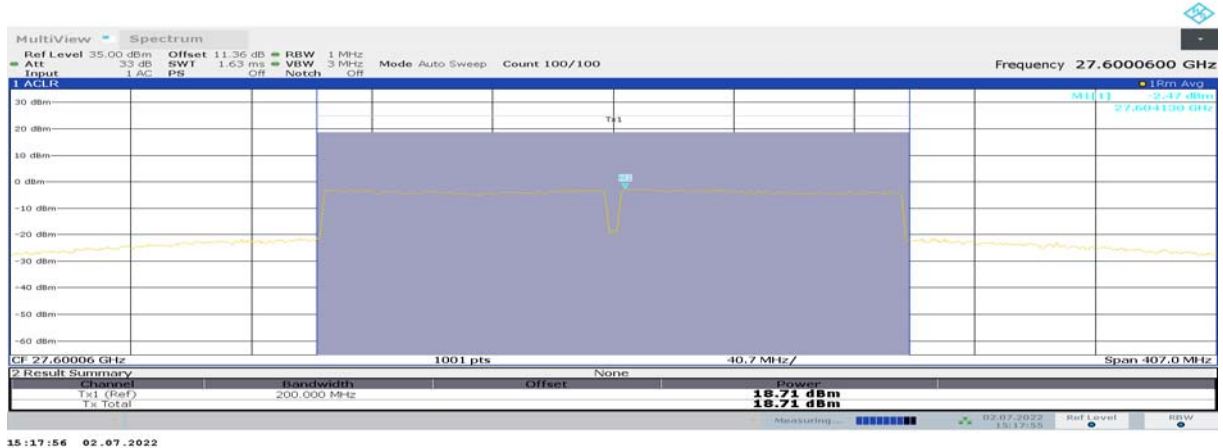 MultiView Spectrum
Ref Level 35.00 dBm Offset 11.36 dB RBW 1 MHz
Att 33 dB SWT 1.63 ms VBW 3 MHz Mode Auto Sweep Count 100/100 Frequency 27.6000600 GHz
Input 1 AC PS Off Notch Off
1 ACLR 1Rm Avg
M1[1] -2.47 dBm
27.604130 GHz
30 dBm
Tx1
20 dBm
10 dBm
0 dBm
M1
-10 dBm
-20 dBm
-30 dBm
-40 dBm
-50 dBm
-60 dBm
CF 27.60006 GHz 1001 pts 40.7 MHz/ Span 407.0 MHz
2 Result Summary None
Channel Bandwidth Offset Power
Tx1 (Ref) 200.000 MHz 18.71 dBm
Tx Total 18.71 dBm
Measuring... 02.07.2022 Ref Level RBW
15:17:55
15:17:56 02.07.2022